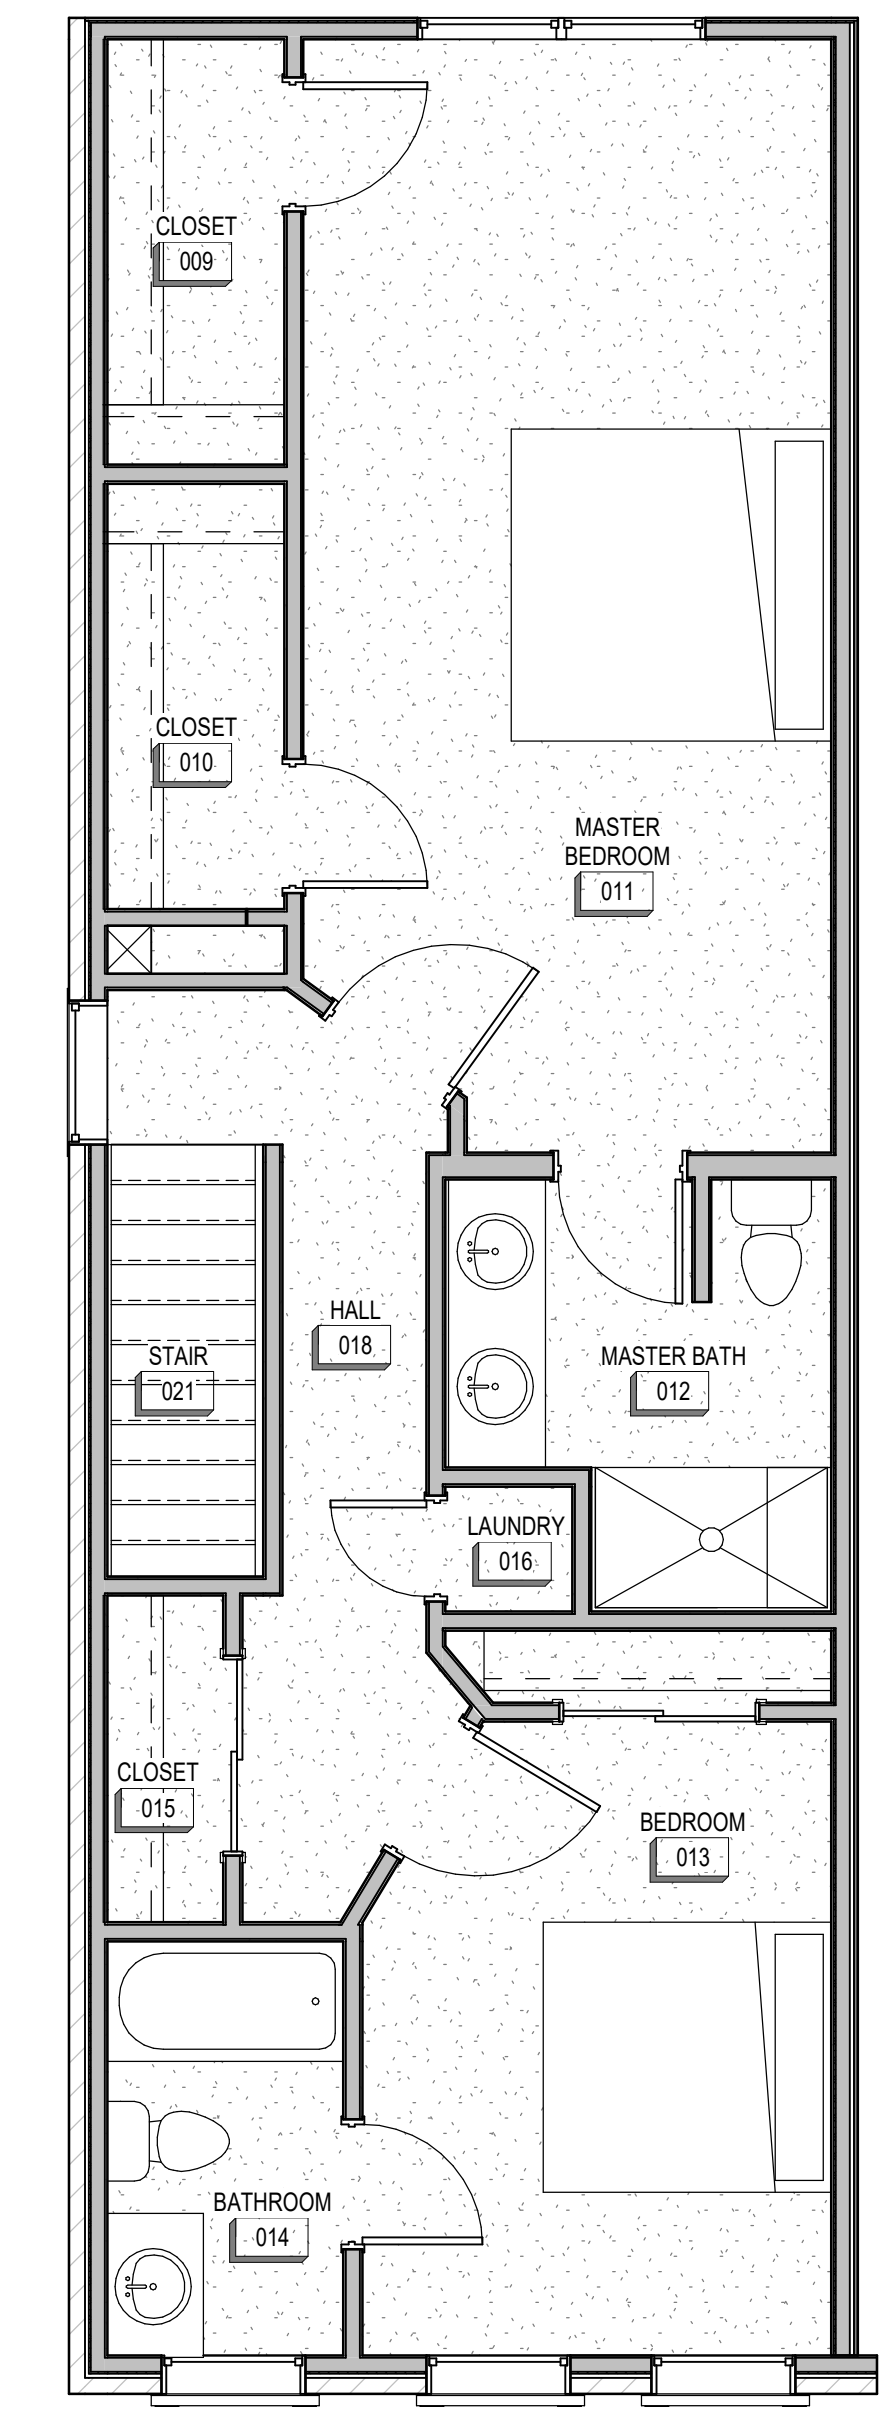 CLOSET
009
CLOSET
010
MASTER
BEDROOM
011
HALL
018
STAIR
021
MASTER BATH
012
LAUNDRY
016
CLOSET
015
BEDROOM
013
BATHROOM
014